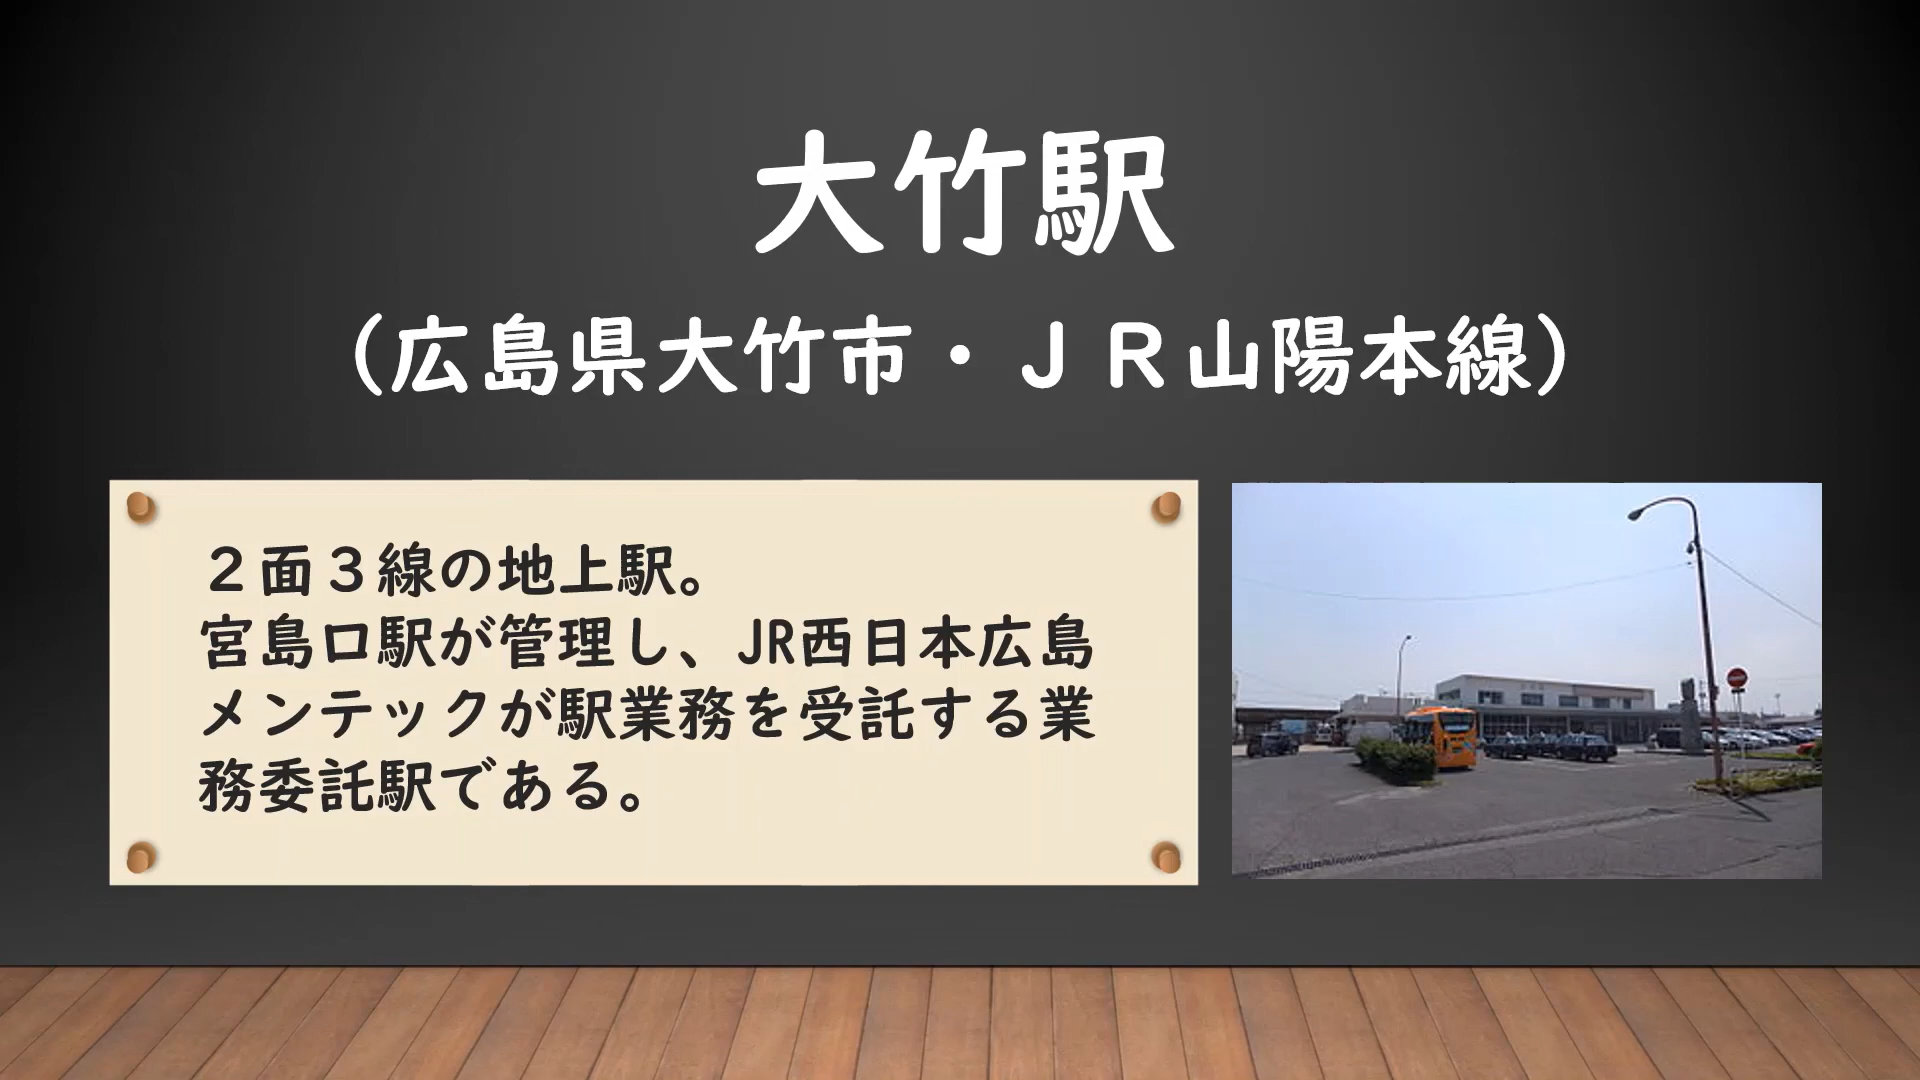 大竹駅
（広島県大竹市・ＪＲ山陽本線）
２面３線の地上駅。
宮島口駅が管理し、JR西日本広島
メンテックが駅業務を受託する業
務委託駅である。